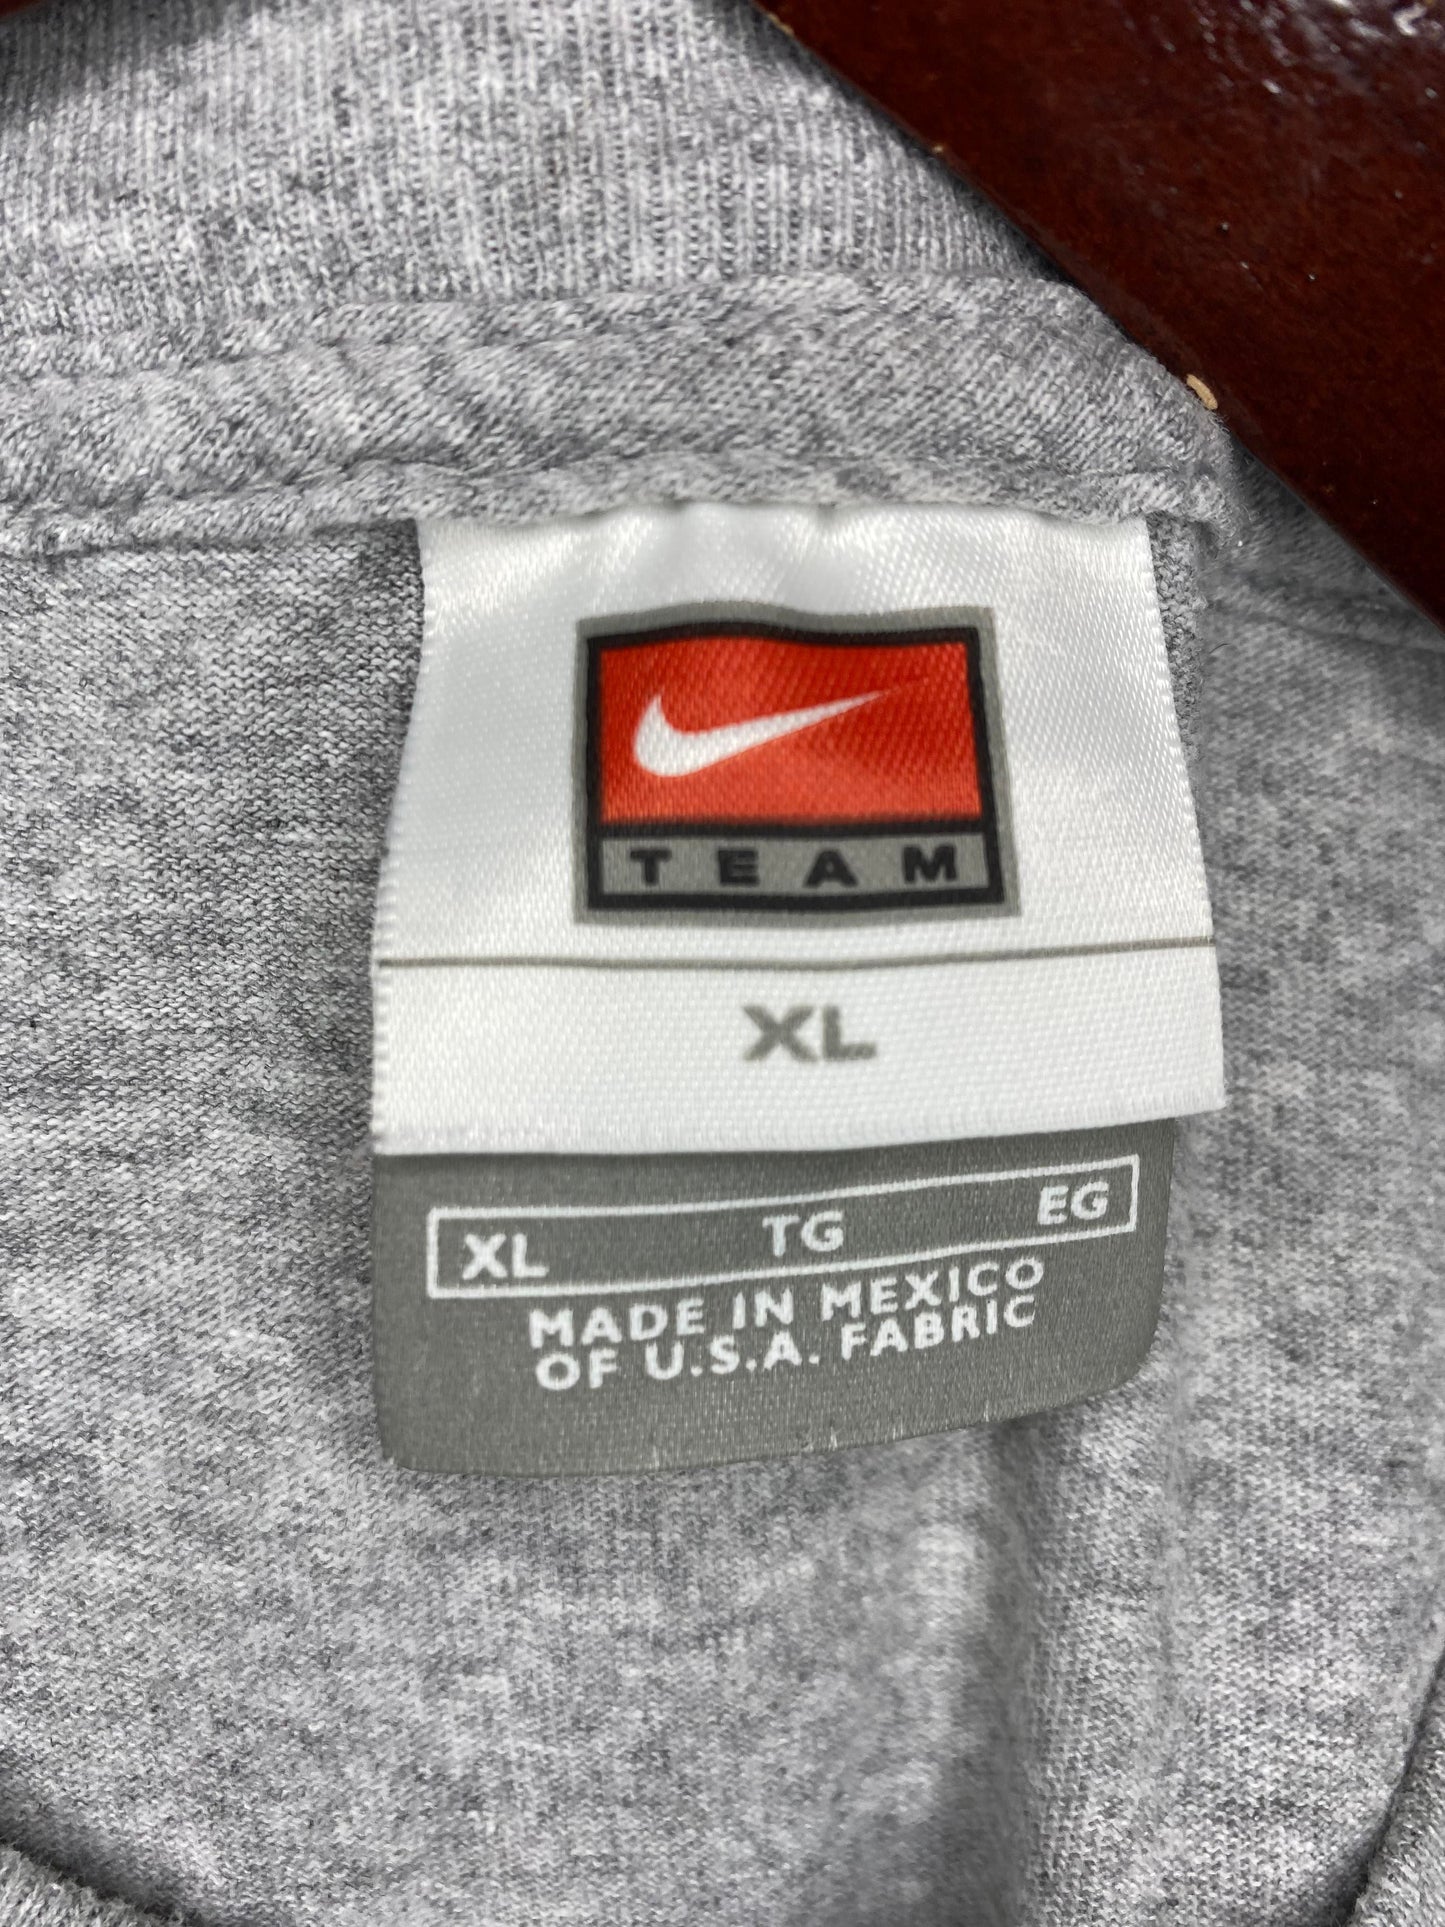 TEAM
XL
XL TG EG
MADE IN MEXICO
OF U.S.A. FABRIC